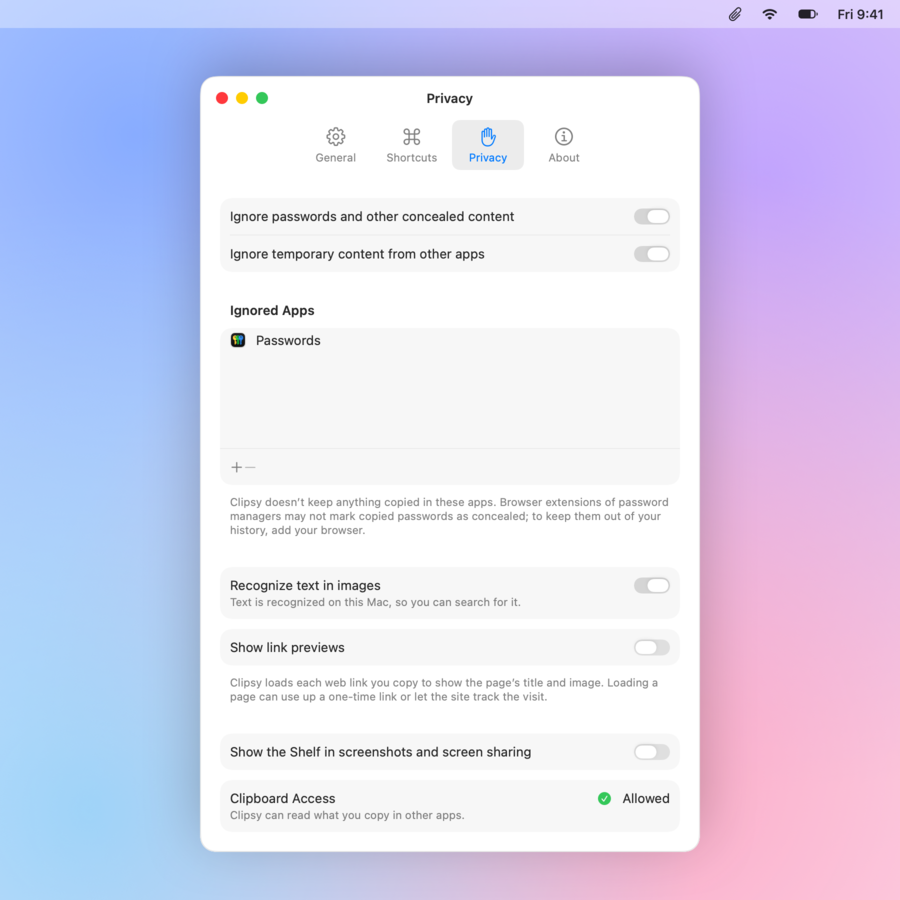 Fri 9:41
Privacy
General
Shortcuts
Privacy
About
Ignore passwords and other concealed content
Ignore temporary content from other apps
Ignored Apps
Passwords
Clipsy doesn’t keep anything copied in these apps. Browser extensions of password
managers may not mark copied passwords as concealed; to keep them out of your
history, add your browser.
Recognize text in images
Text is recognized on this Mac, so you can search for it.
Show link previews
Clipsy loads each web link you copy to show the page’s title and image. Loading a
page can use up a one-time link or let the site track the visit.
Show the Shelf in screenshots and screen sharing
Clipboard Access
Allowed
Clipsy can read what you copy in other apps.